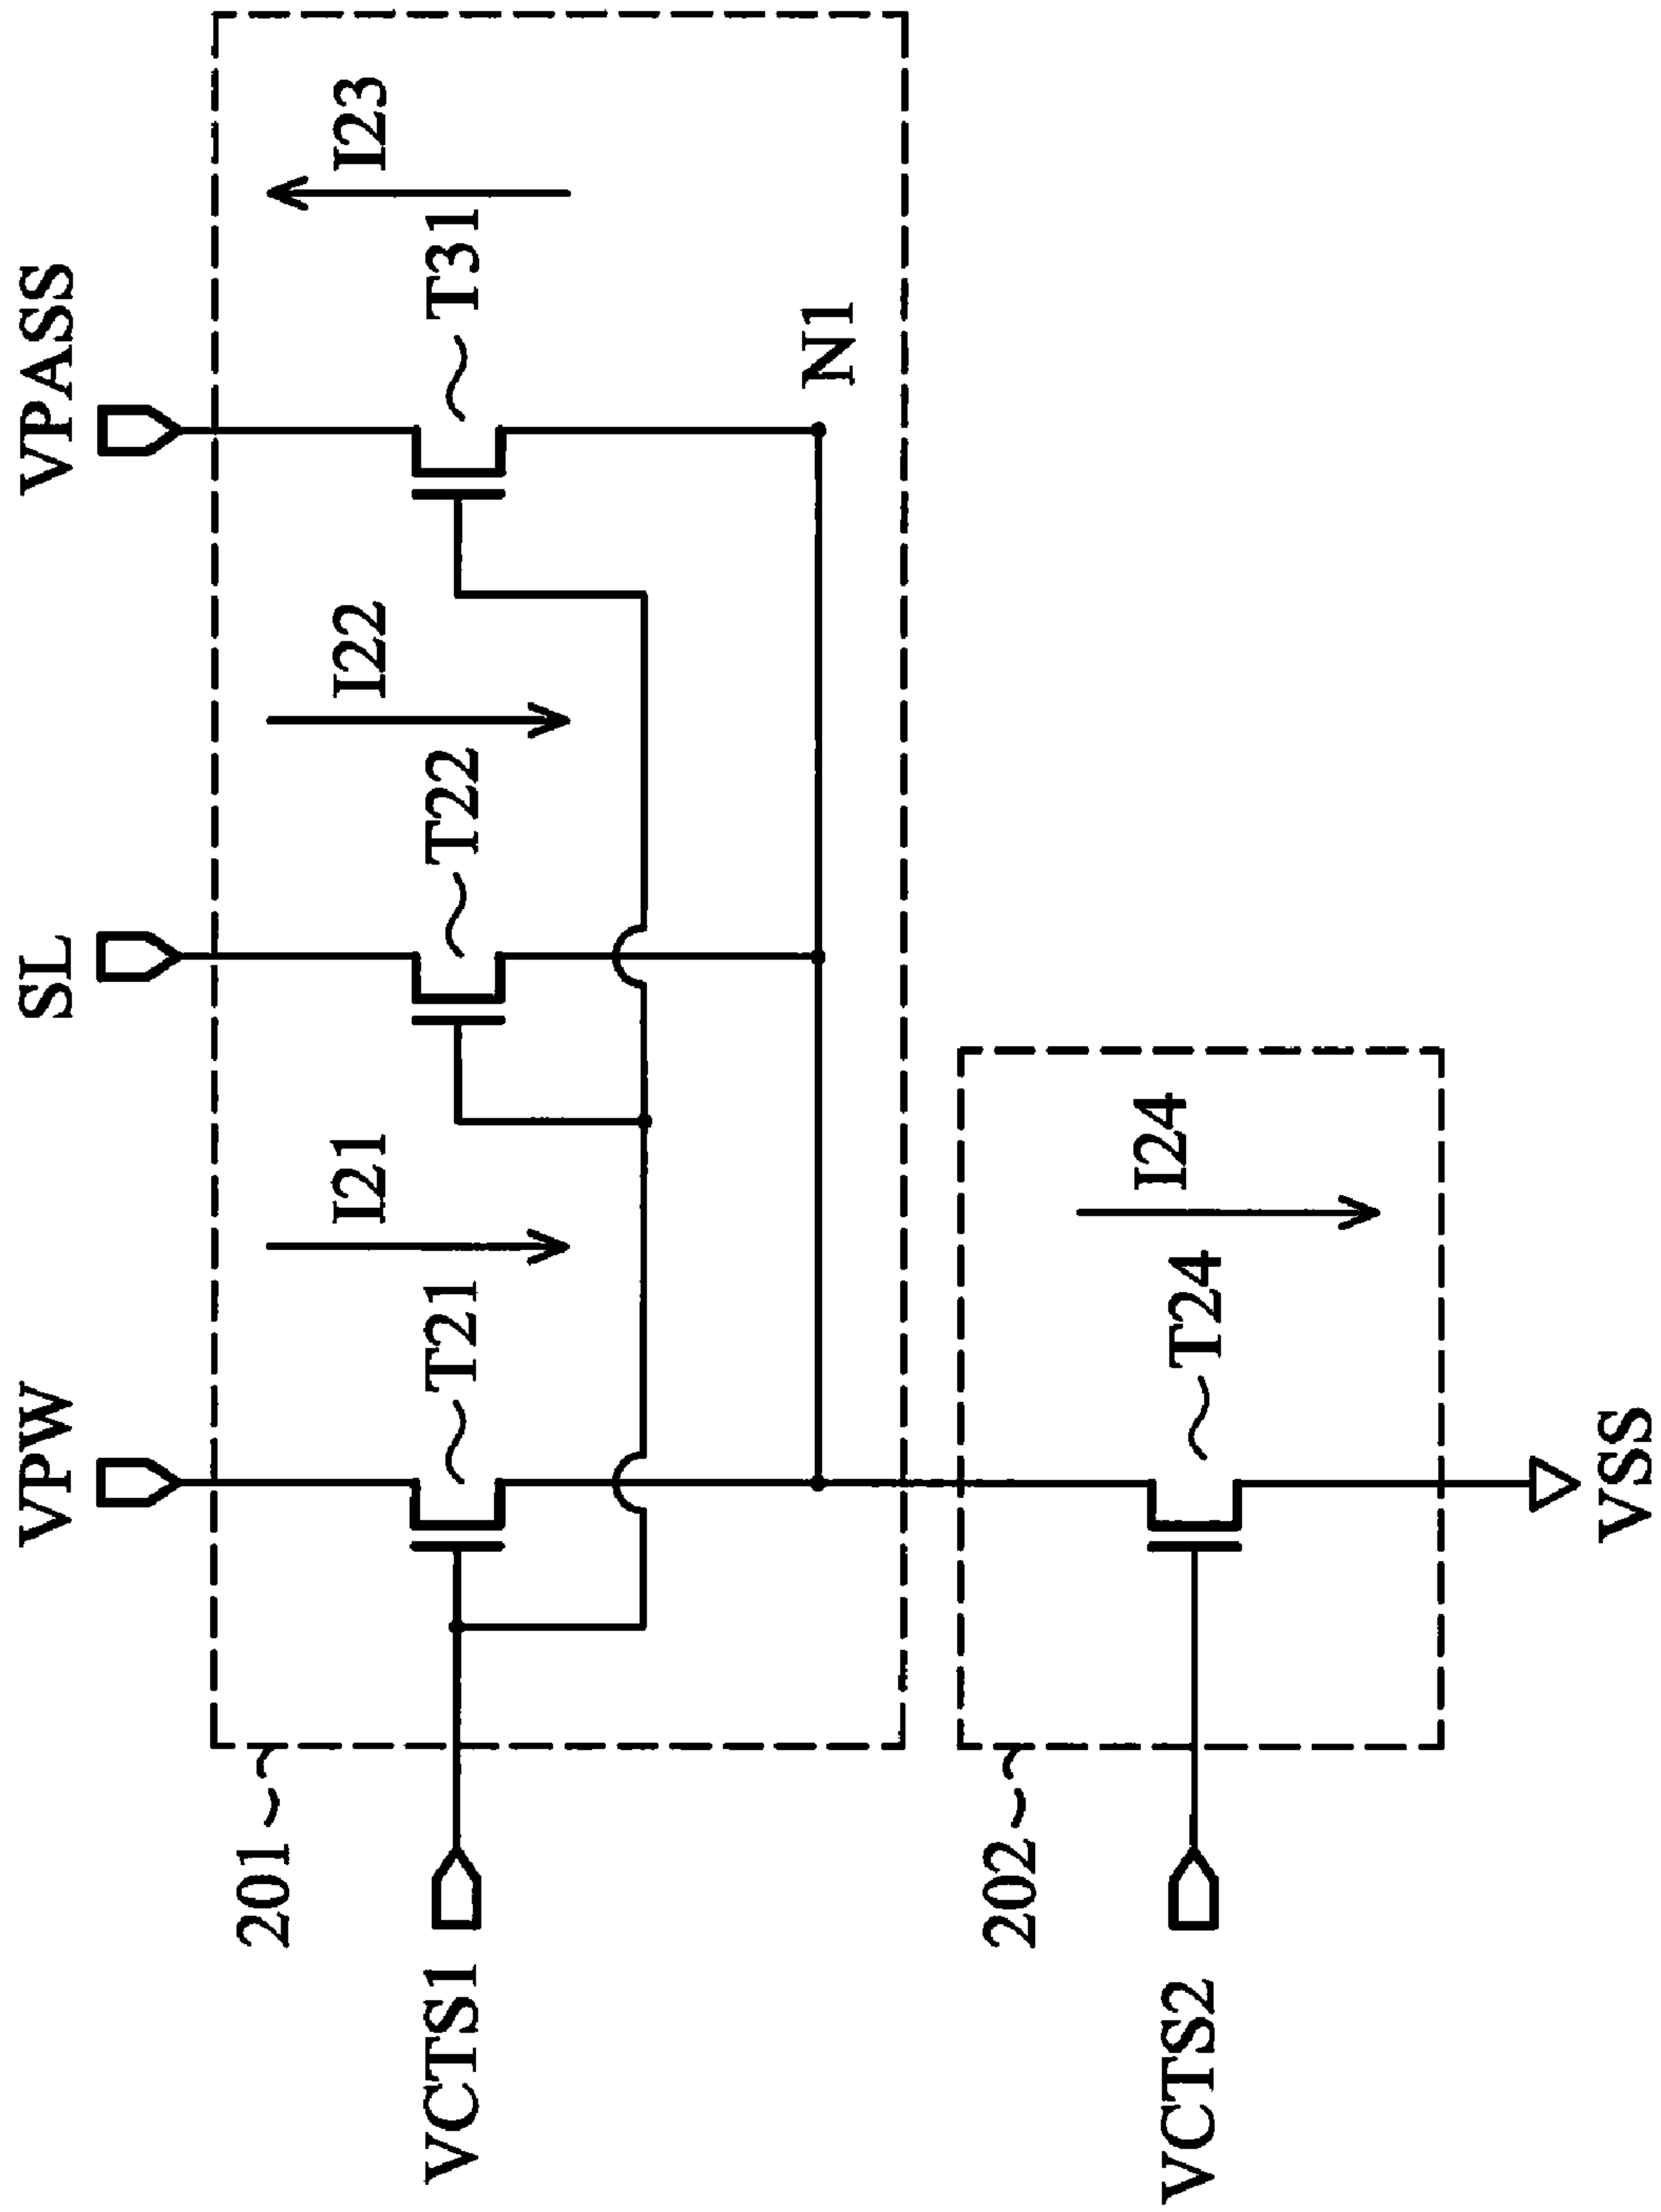 VPW
SL
VPASS
201
I21
I22
I23
T21
T22
T31
VCTS1
N1
202
I24
T24
VCTS2
VSS